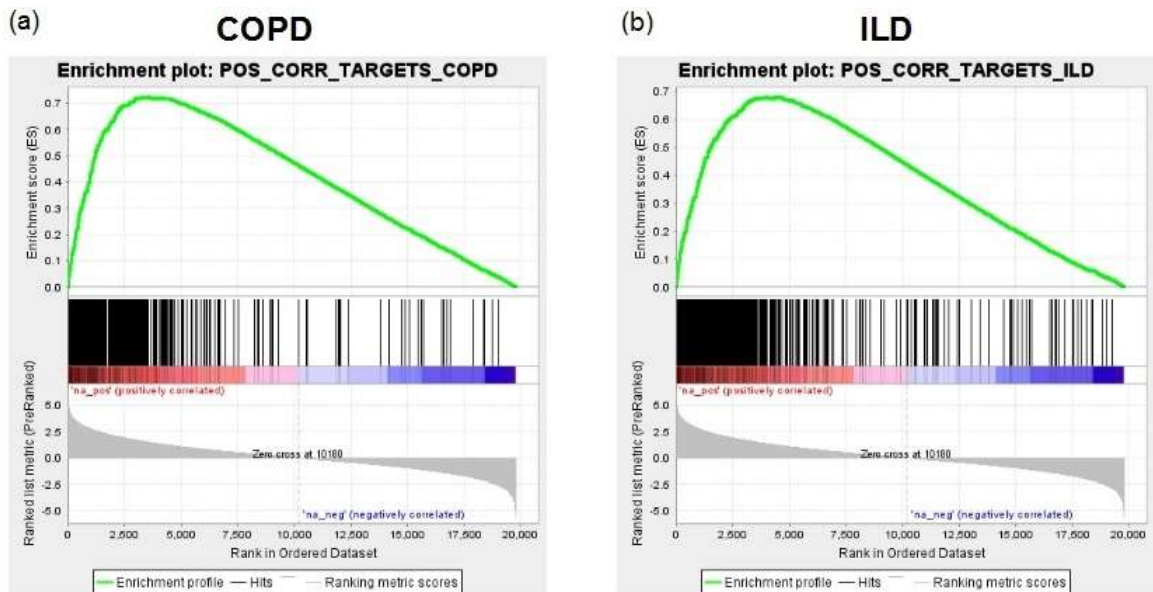 (a)
COPD
Enrichment plot: POS_CORR_TARGETS_COPD
Enrichment score (ES)
0.7
0.6
0.5
0.4
0.3
0.2
0.1
0.0
'na_pos' (positively correlated)
Ranked list metric (PreRanked)
5.0
2.5
0.0
-2.5
-5.0
Zero cross at 10180
'na_neg' (negatively correlated)
0 2,500 5,000 7,500 10,000 12,500 15,000 17,500 20,000
Rank in Ordered Dataset
Enrichment profile Hits Ranking metric scores
(b)
ILD
Enrichment plot: POS_CORR_TARGETS_ILD
Enrichment score (ES)
0.7
0.6
0.5
0.4
0.3
0.2
0.1
0.0
'na_pos' (positively correlated)
Ranked list metric (PreRanked)
5.0
2.5
0.0
-2.5
-5.0
Zero cross at 10180
'na_neg' (negatively correlated)
0 2,500 5,000 7,500 10,000 12,500 15,000 17,500 20,000
Rank in Ordered Dataset
Enrichment profile Hits Ranking metric scores